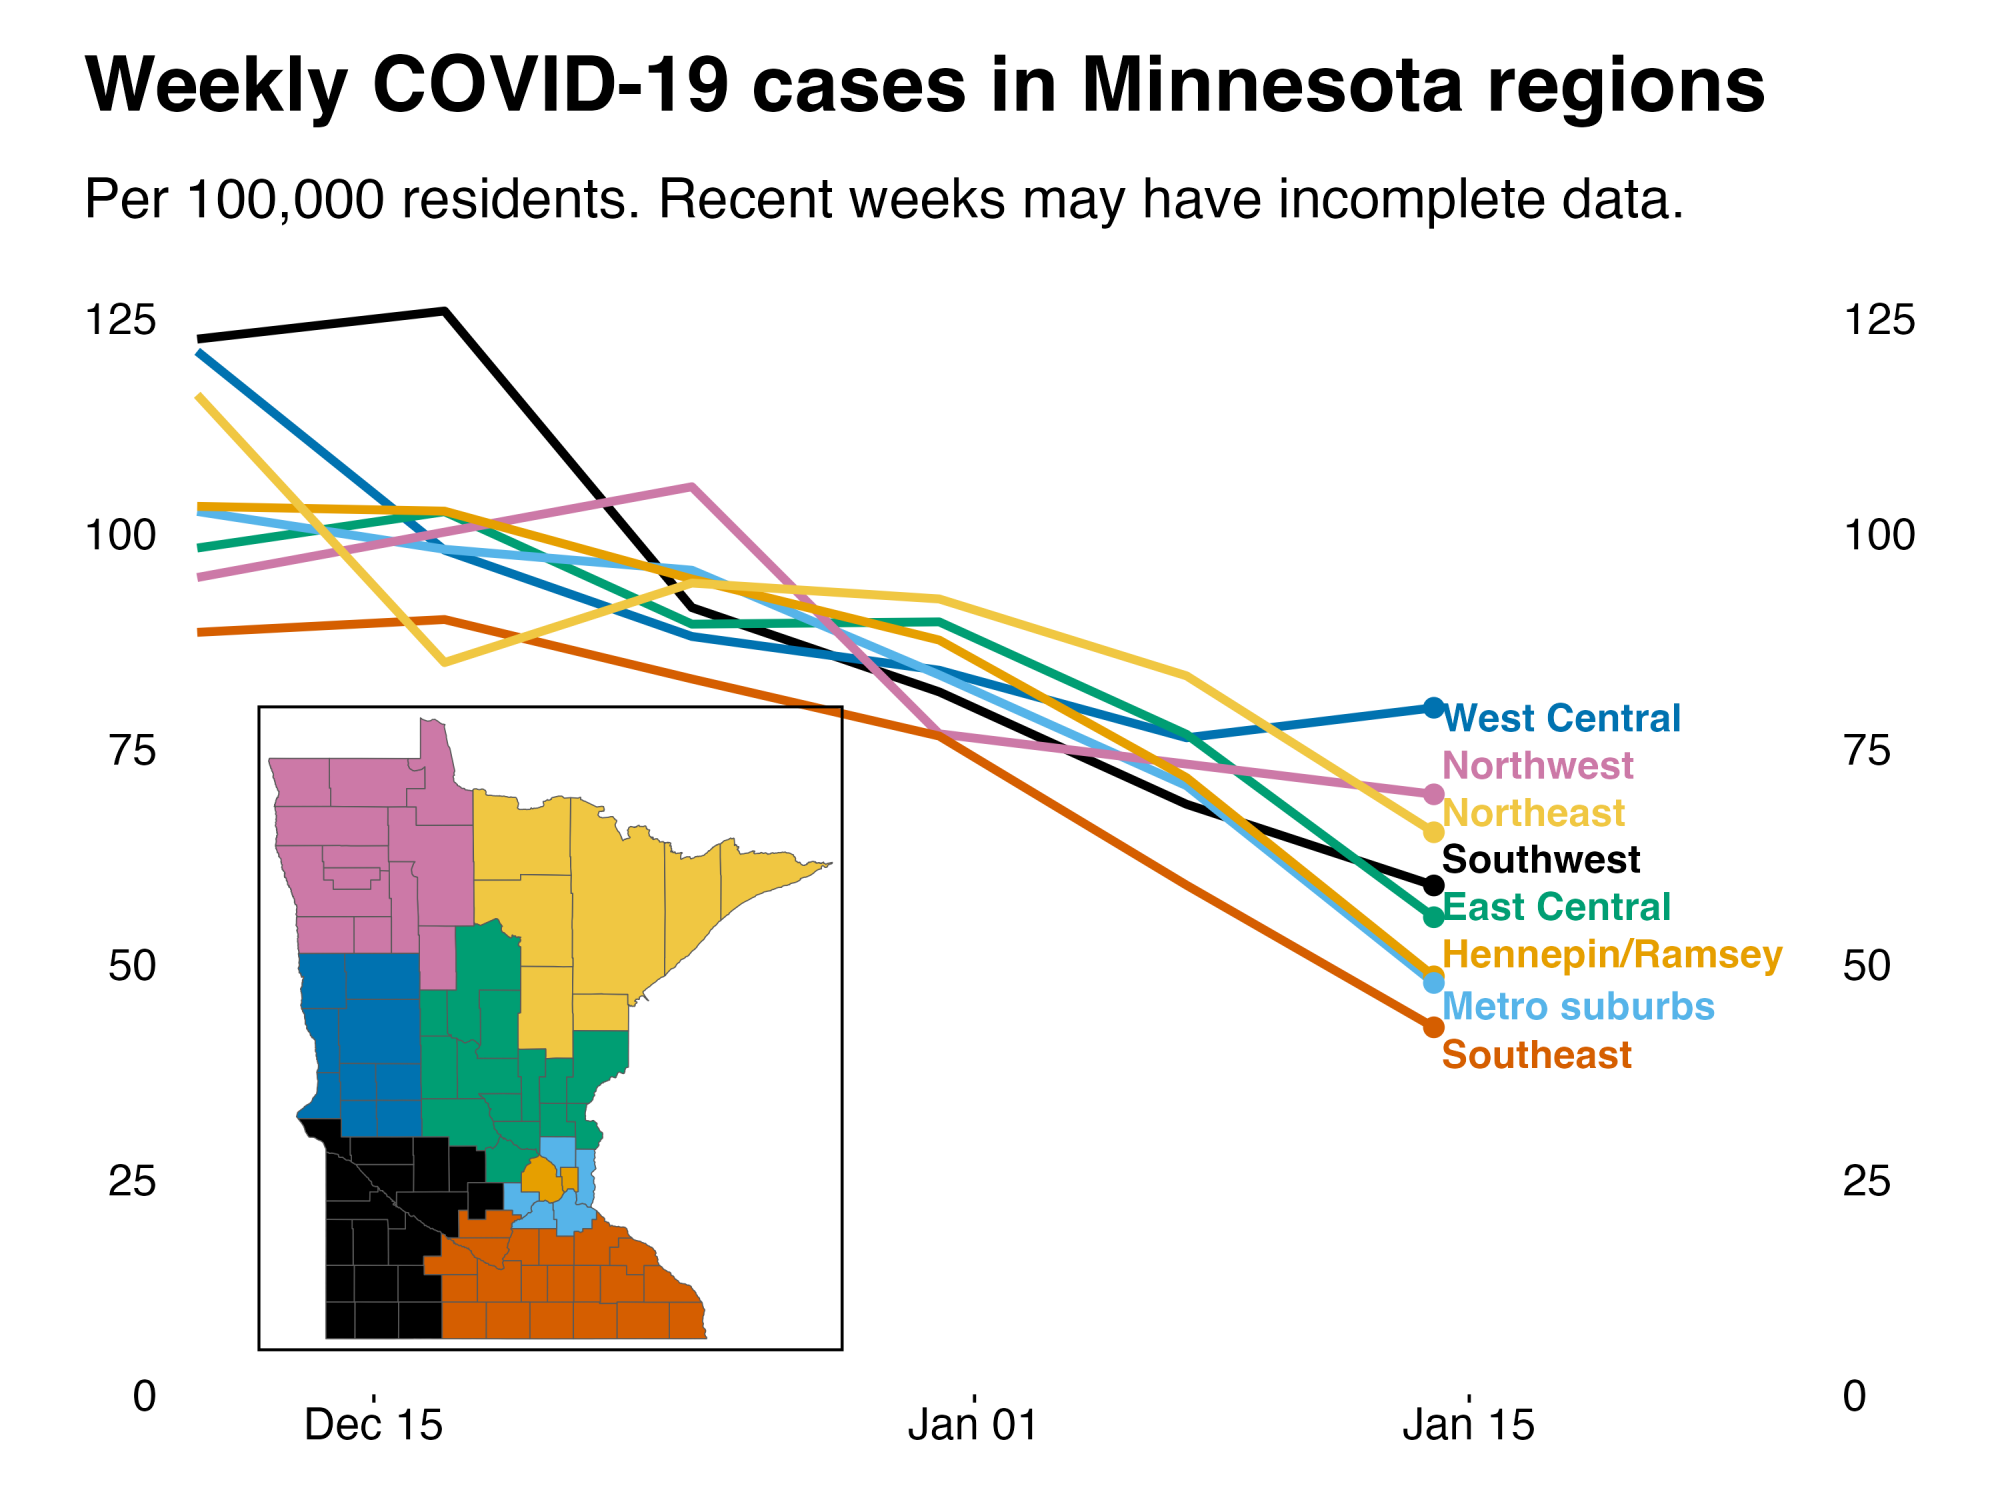 Weekly COVID-19 cases in Minnesota regions
Per 100,000 residents. Recent weeks may have incomplete data.
125 125
100 100
West Central
75 75
Northwest
Northeast
Southwest
East Central
Hennepin/Ramsey
50 50
Metro suburbs
Southeast
25 25
0 0
Dec 15 Jan 01 Jan 15